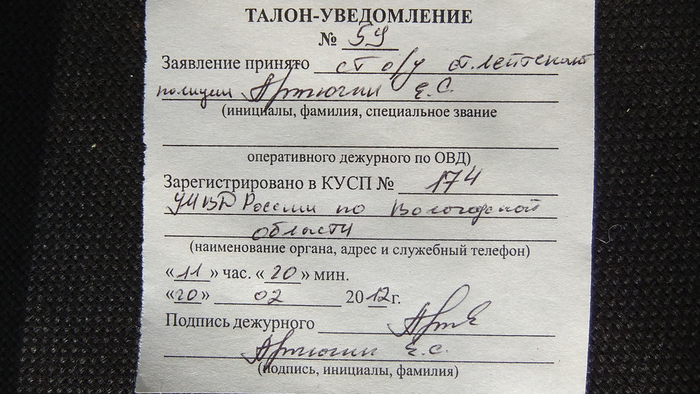 ТАЛОН-УВЕДОМЛЕНИЕ
№ 59
Заявление принято ст о/у ст. лейтенант
полиции Артюгин Е.С.
(инициалы, фамилия, специальное звание
оперативного дежурного по ОВД)
Зарегистрировано в КУСП № 174
УМВД России по Вологодской
области
(наименование органа, адрес и служебный телефон)
«11» час. «20» мин.
«20» 02 2012г.
Подпись дежурного
Артюгин Е.С.
(подпись, инициалы, фамилия)